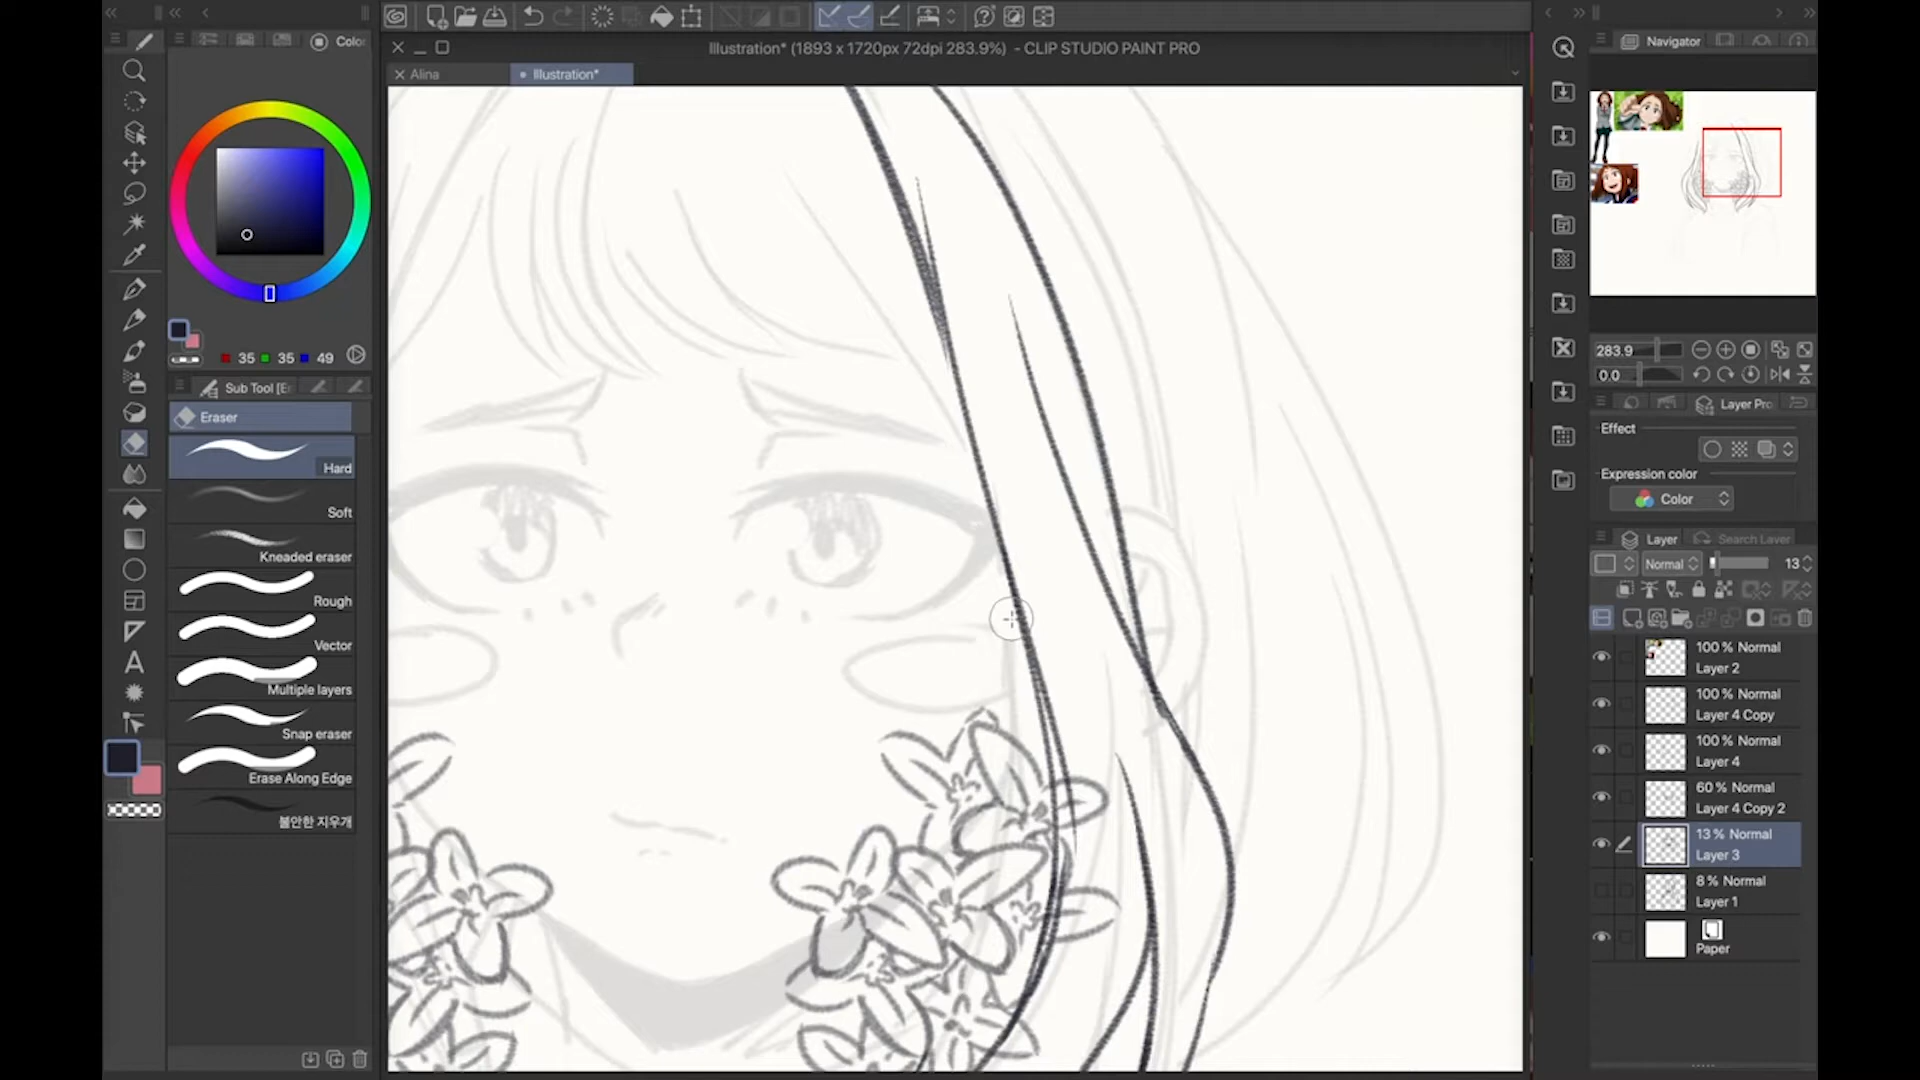 Illustration* (1893 x 1720px 72dpi 283.9%) - CLIP STUDIO PAINT PRO
Alina
Illustration*
Colo
35 35 49
Sub Tool [Er
Eraser
Hard
Soft
Kneaded eraser
Rough
Vector
Multiple layers
Snap eraser
Erase Along Edge
불안한 지우개
A
Navigator
283.9
0.0
Layer Pro
Effect
Expression color
Color
Layer
Search Layer
Normal
13
100 % Normal
Layer 2
100 % Normal
Layer 4 Copy
100 % Normal
Layer 4
60 % Normal
Layer 4 Copy 2
13 % Normal
Layer 3
8 % Normal
Layer 1
Paper